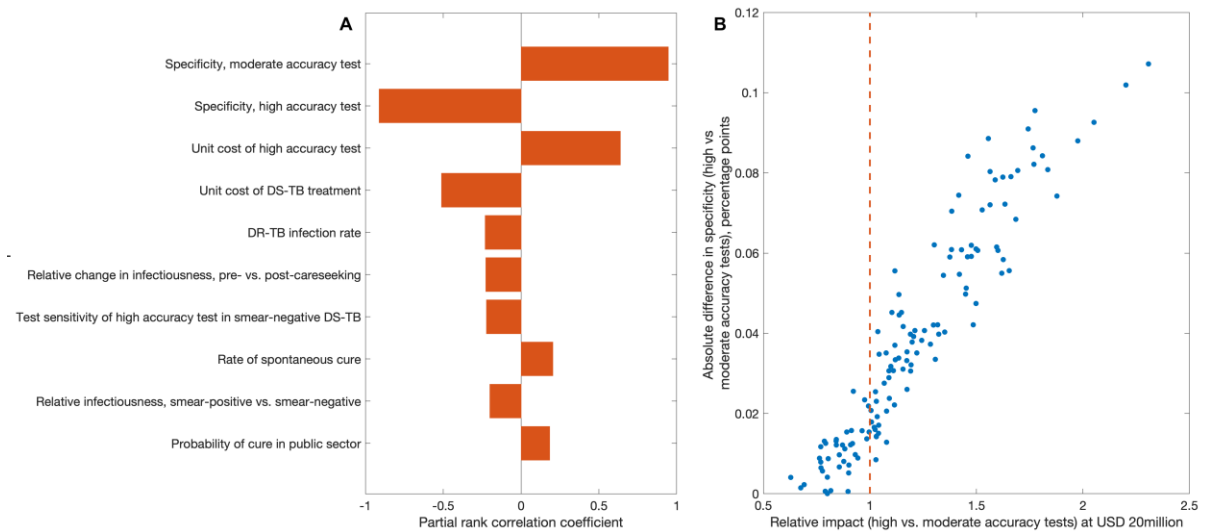 A
Specificity, moderate accuracy test
Specificity, high accuracy test
Unit cost of high accuracy test
Unit cost of DS-TB treatment
DR-TB infection rate
Relative change in infectiousness, pre- vs. post-careseeking
Test sensitivity of high accuracy test in smear-negative DS-TB
Rate of spontaneous cure
Relative infectiousness, smear-positive vs. smear-negative
Probability of cure in public sector
-1
-0.5
0
0.5
1
Partial rank correlation coefficient
B
Absolute difference in specificity (high vs
moderate accuracy tests), percentage points
0.12
0.1
0.08
0.06
0.04
0.02
0
0.5
1
1.5
2
2.5
Relative impact (high vs. moderate accuracy tests) at USD 20million